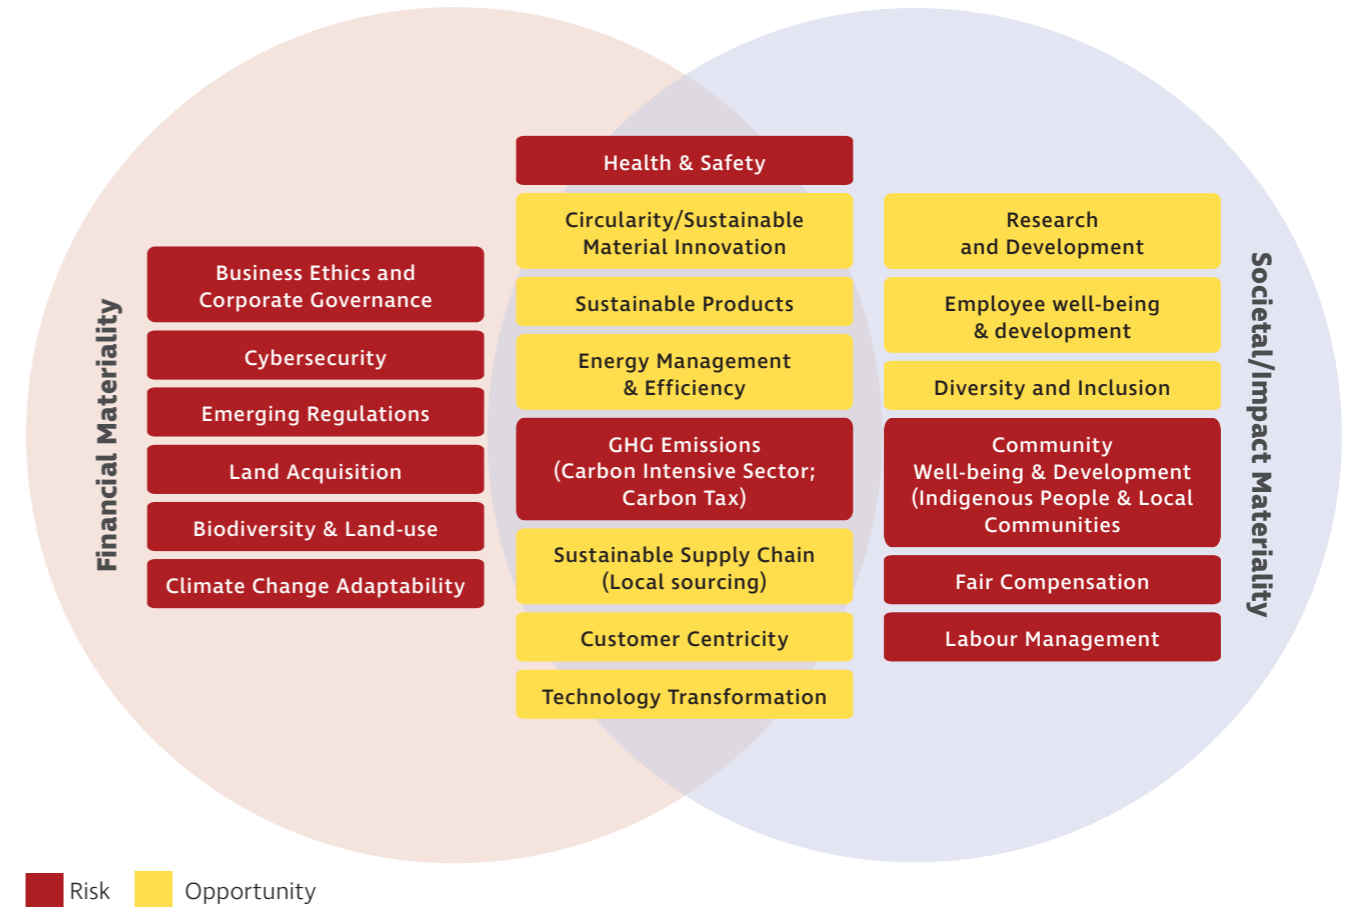 Financial Materiality
Business Ethics and
Corporate Governance
Cybersecurity
Emerging Regulations
Land Acquisition
Biodiversity & Land-use
Climate Change Adaptability
Health & Safety
Circularity/Sustainable
Material Innovation
Sustainable Products
Energy Management
& Efficiency
GHG Emissions
(Carbon Intensive Sector;
Carbon Tax)
Sustainable Supply Chain
(Local sourcing)
Customer Centricity
Technology Transformation
Research
and Development
Employee well-being
& development
Diversity and Inclusion
Community
Well-being & Development
(Indigenous People & Local
Communities
Fair Compensation
Labour Management
Societal/Impact Materiality
Risk
Opportunity